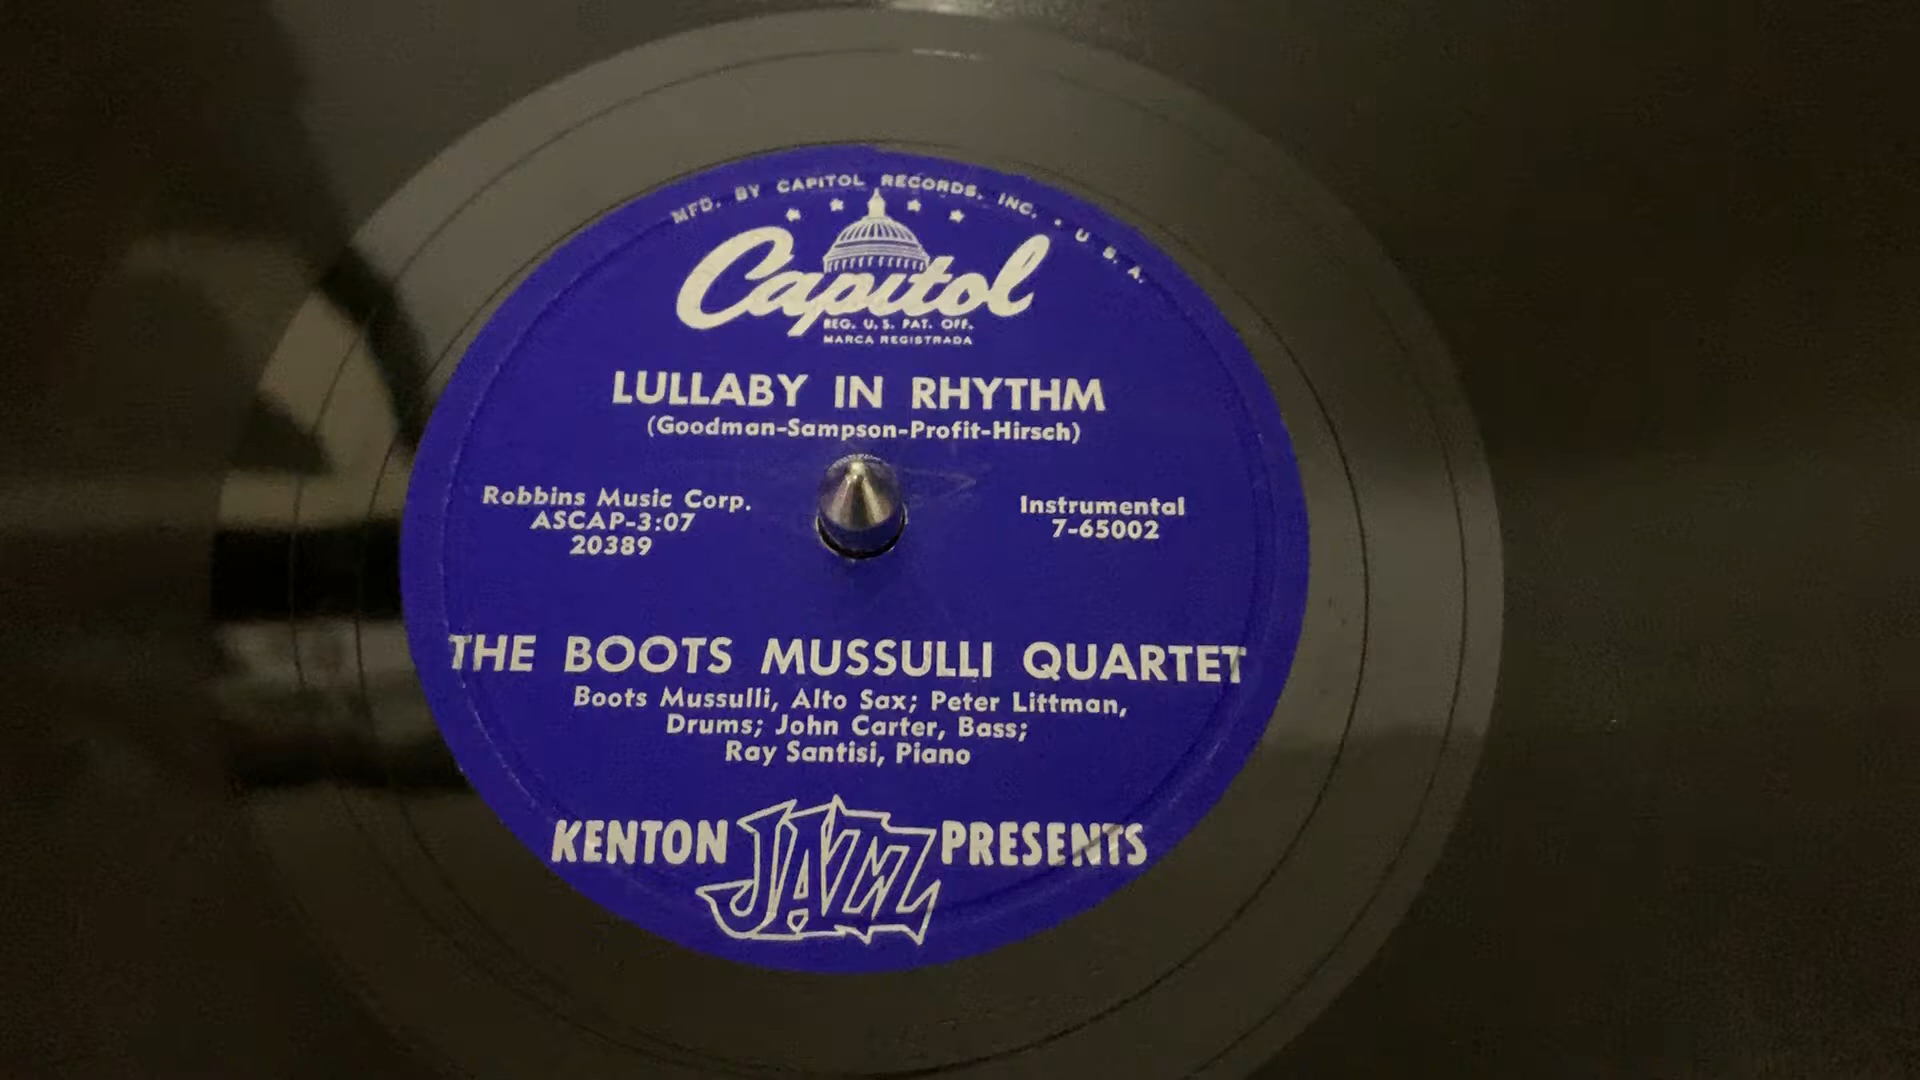 MFD. BY CAPITOL RECORDS, INC. • U. S. A.
Capitol
REG. U. S. PAT. OFF.
MARCA REGISTRADA
LULLABY IN RHYTHM
(Goodman-Sampson-Profit-Hirsch)
Robbins Music Corp.
ASCAP-3:07
20389
Instrumental
7-65002
THE BOOTS MUSSULLI QUARTET
Boots Mussulli, Alto Sax; Peter Littman,
Drums; John Carter, Bass;
Ray Santisi, Piano
KENTON JAZZ PRESENTS